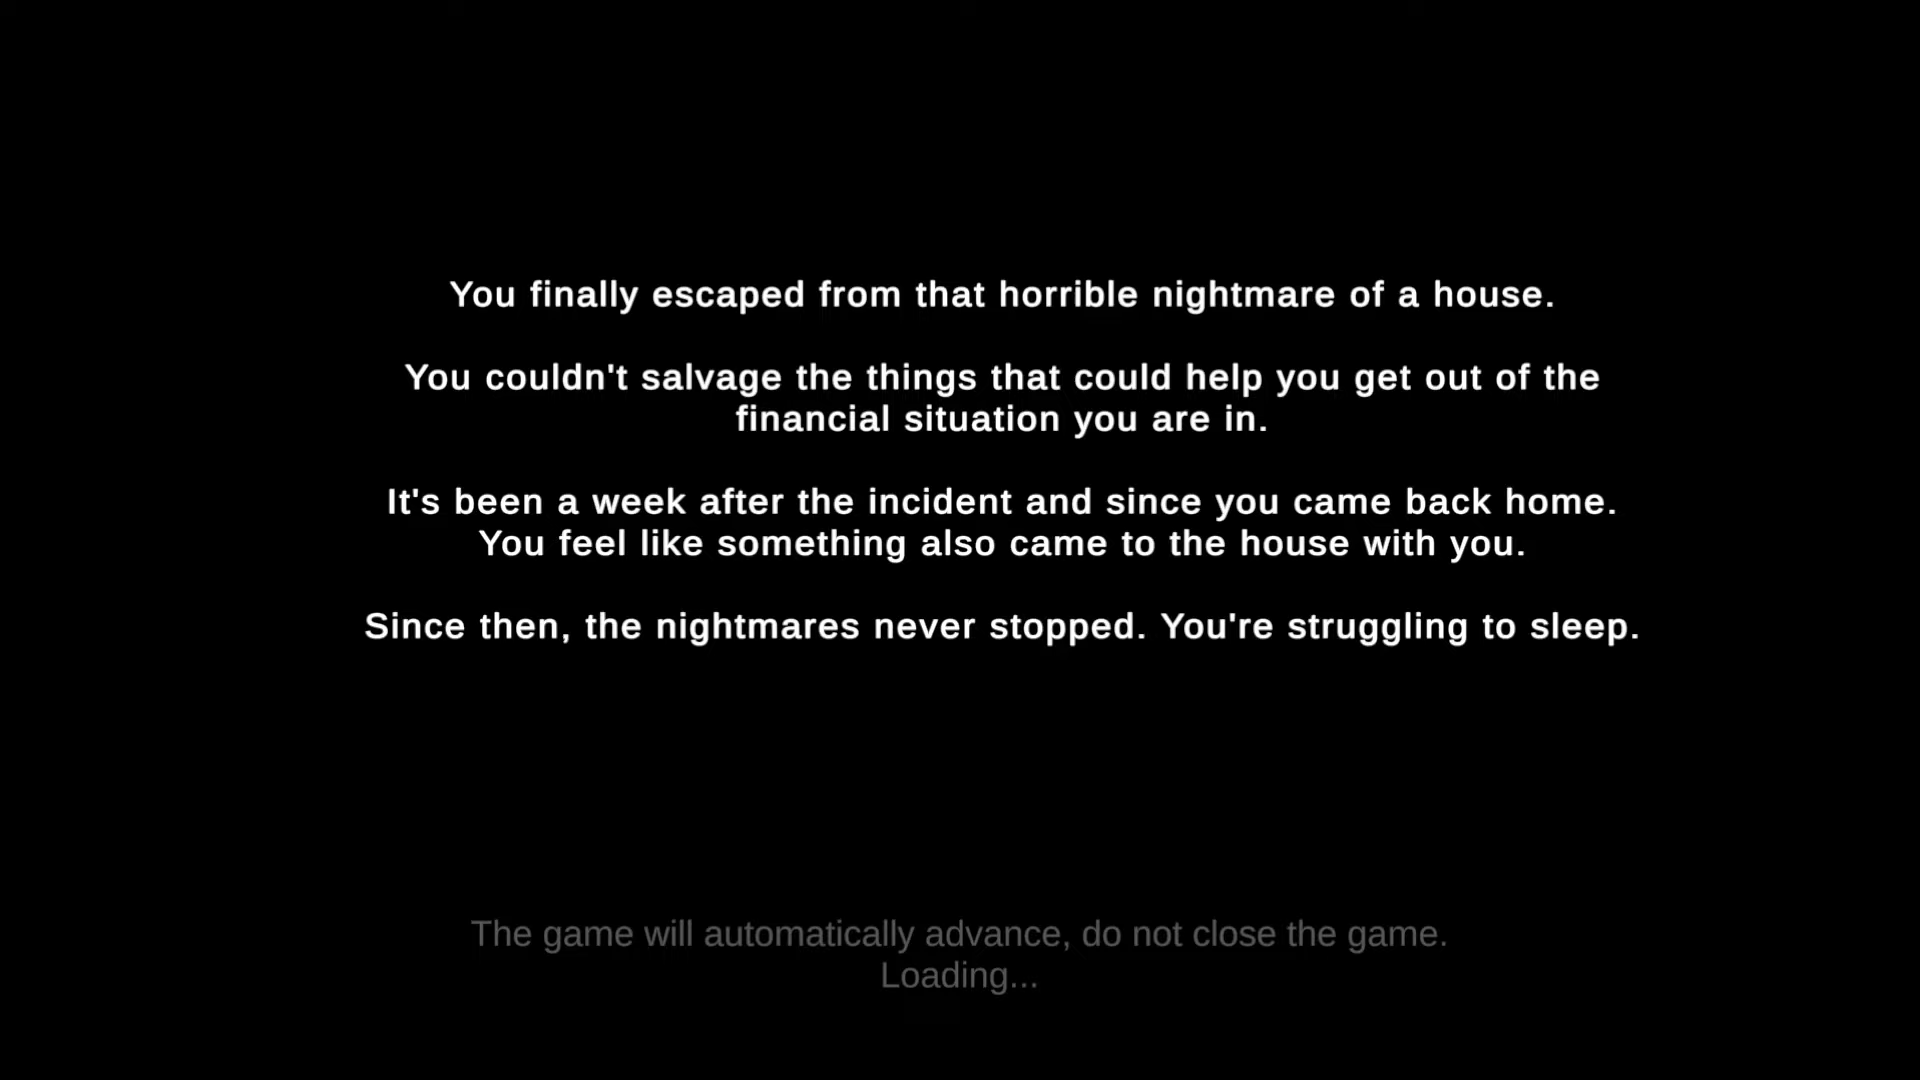 You finally escaped from that horrible nightmare of a house.
You couldn't salvage the things that could help you get out of the
financial situation you are in.
It's been a week after the incident and since you came back home.
You feel like something also came to the house with you.
Since then, the nightmares never stopped. You're struggling to sleep.
The game will automatically advance, do not close the game.
Loading...